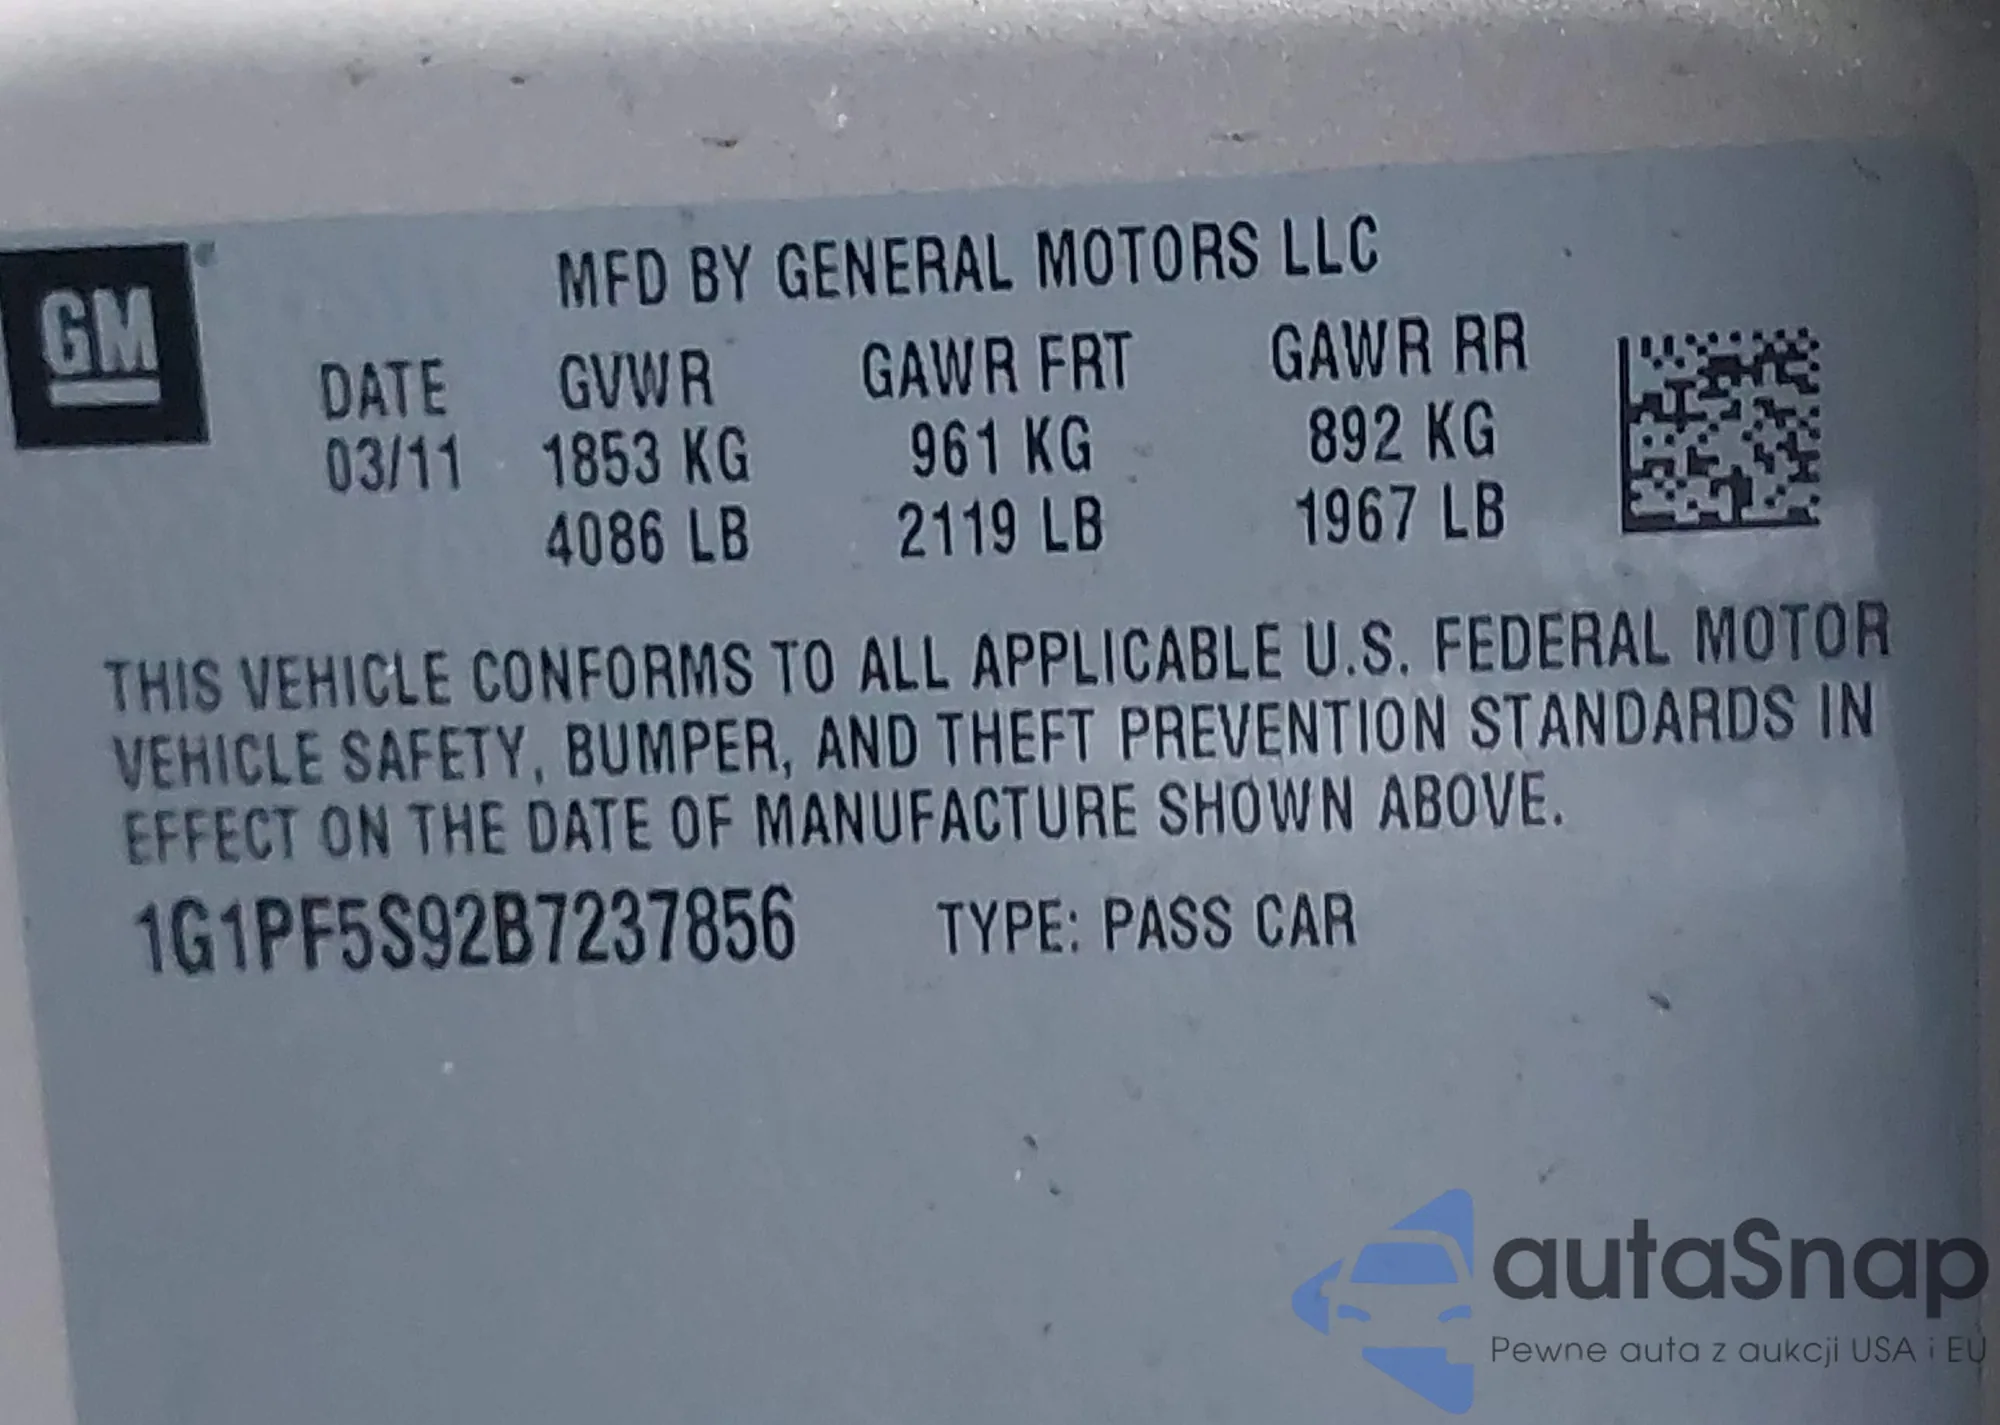 GM
MFD BY GENERAL MOTORS LLC
DATE GVWR GAWR FRT GAWR RR
03/11 1853 KG 961 KG 892 KG
4086 LB 2119 LB 1967 LB
THIS VEHICLE CONFORMS TO ALL APPLICABLE U.S. FEDERAL MOTOR
VEHICLE SAFETY, BUMPER, AND THEFT PREVENTION STANDARDS IN
EFFECT ON THE DATE OF MANUFACTURE SHOWN ABOVE.
1G1PF5S92B7237856 TYPE: PASS CAR
autaSnap
Pewne auta z aukcji USA i EU